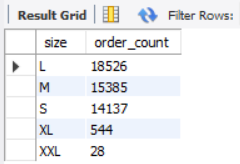 Result Grid Filter Rows:
size order_count
L 18526
M 15385
S 14137
XL 544
XXL 28